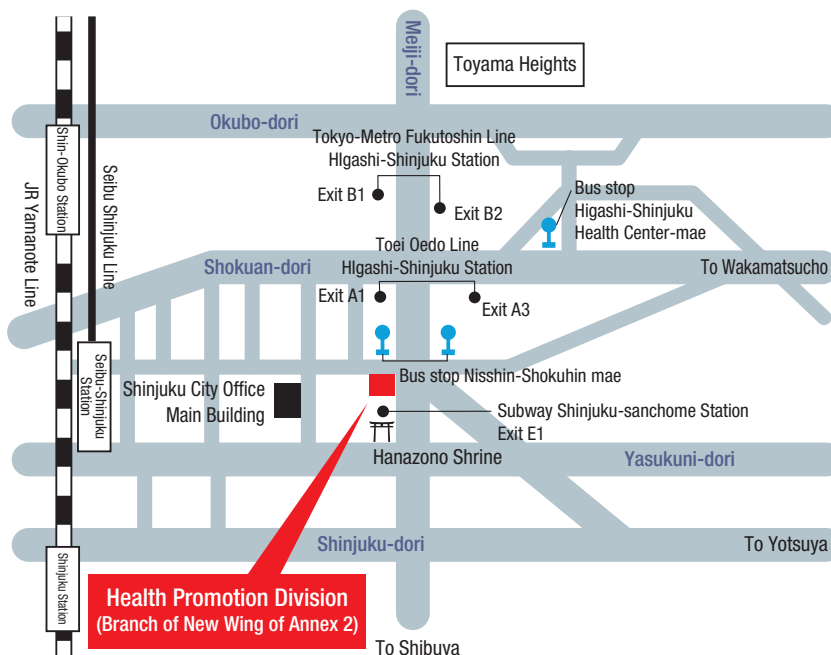 Meiji-dori
Toyama Heights
Okubo-dori
Tokyo-Metro Fukutoshin Line
HIgashi-Shinjuku Station
Shin-Okubo Station
Seibu Shinjuku Line
JR Yamanote Line
Exit B1
Exit B2
Bus stop
Higashi-Shinjuku
Health Center-mae
Toei Oedo Line
HIgashi-Shinjuku Station
Shokuan-dori
To Wakamatsucho
Exit A1
Exit A3
Seibu-Shinjuku
Station
Bus stop Nisshin-Shokuhin mae
Shinjuku City Office
Main Building
Subway Shinjuku-sanchome Station
Exit E1
Hanazono Shrine
Yasukuni-dori
Shinjuku-dori
To Yotsuya
Shinjuku Station
Health Promotion Division
(Branch of New Wing of Annex 2)
To Shibuya